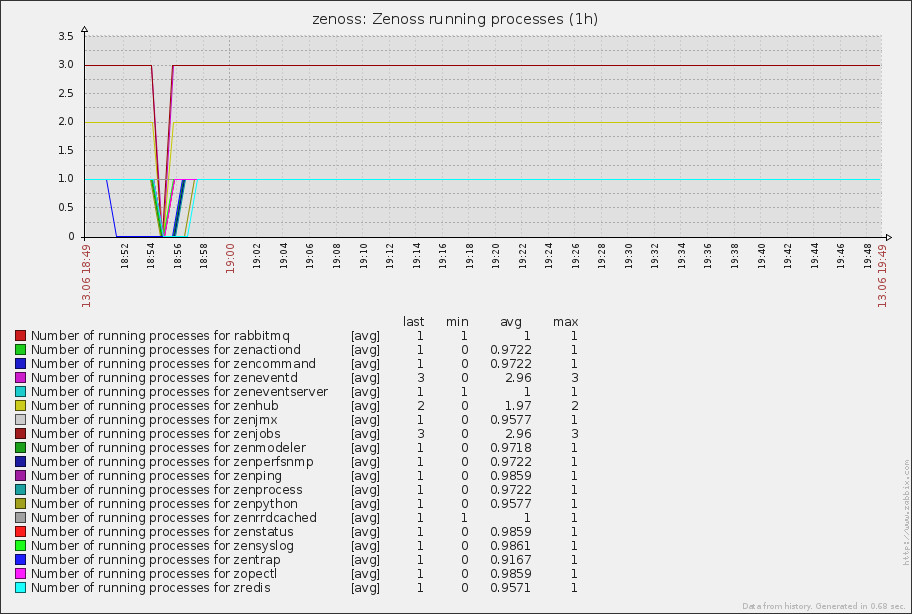 zenoss: Zenoss running processes (1h)
3.5
3.0
2.5
2.0
1.5
1.0
0.5
0
13.06 18:49 18:52 18:54 18:56 18:58 19:00 19:02 19:04 19:06 19:08 19:10 19:12 19:14 19:16 19:18 19:20 19:22 19:24 19:26 19:28 19:30 19:32 19:34 19:36 19:38 19:40 19:42 19:44 19:46 19:48 13.06 19:49
last min avg max
Number of running processes for rabbitmq [avg] 1 1 1 1
Number of running processes for zenactiond [avg] 1 0 0.9722 1
Number of running processes for zencommand [avg] 1 0 0.9722 1
Number of running processes for zeneventd [avg] 3 0 2.96 3
Number of running processes for zeneventserver [avg] 1 1 1 1
Number of running processes for zenhub [avg] 2 0 1.97 2
Number of running processes for zenjmx [avg] 1 0 0.9577 1
Number of running processes for zenjobs [avg] 3 0 2.96 3
Number of running processes for zenmodeler [avg] 1 0 0.9718 1
Number of running processes for zenperfsnmp [avg] 1 0 0.9722 1
Number of running processes for zenping [avg] 1 0 0.9859 1
Number of running processes for zenprocess [avg] 1 0 0.9722 1
Number of running processes for zenpython [avg] 1 0 0.9577 1
Number of running processes for zenrrdcached [avg] 1 1 1 1
Number of running processes for zenstatus [avg] 1 0 0.9859 1
Number of running processes for zensyslog [avg] 1 0 0.9861 1
Number of running processes for zentrap [avg] 1 0 0.9167 1
Number of running processes for zopectl [avg] 1 0 0.9859 1
Number of running processes for zredis [avg] 1 0 0.9571 1
http://www.zabbix.com
Data from history. Generated in 0.68 sec.